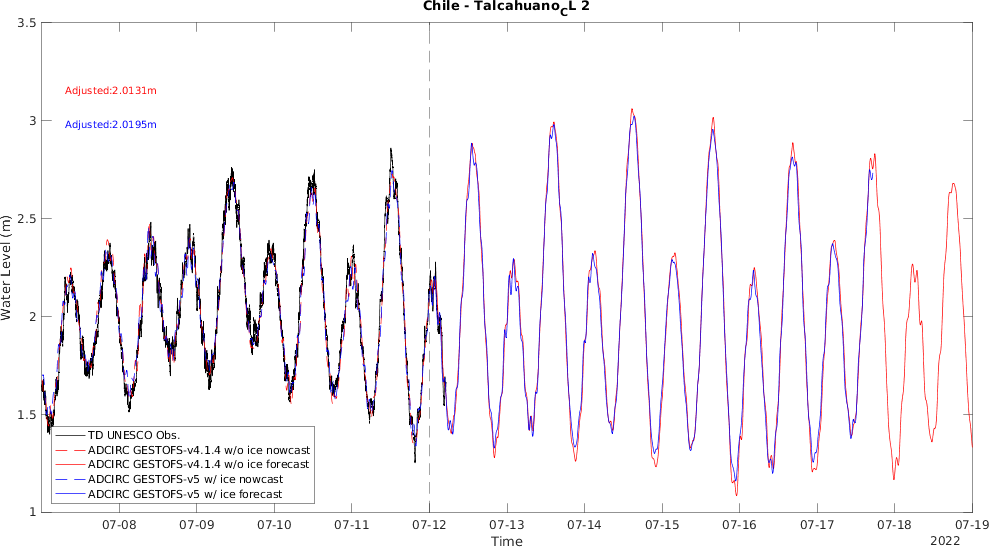 Chile - Talcahuano_CL 2
3.5
3
2.5
2
1.5
1
Water Level (m)
Adjusted:2.0131m
Adjusted:2.0195m
TD UNESCO Obs.
ADCIRC GESTOFS-v4.1.4 w/o ice nowcast
ADCIRC GESTOFS-v4.1.4 w/o ice forecast
ADCIRC GESTOFS-v5 w/ ice nowcast
ADCIRC GESTOFS-v5 w/ ice forecast
07-08 07-09 07-10 07-11 07-12 07-13 07-14 07-15 07-16 07-17 07-18 07-19
Time
2022